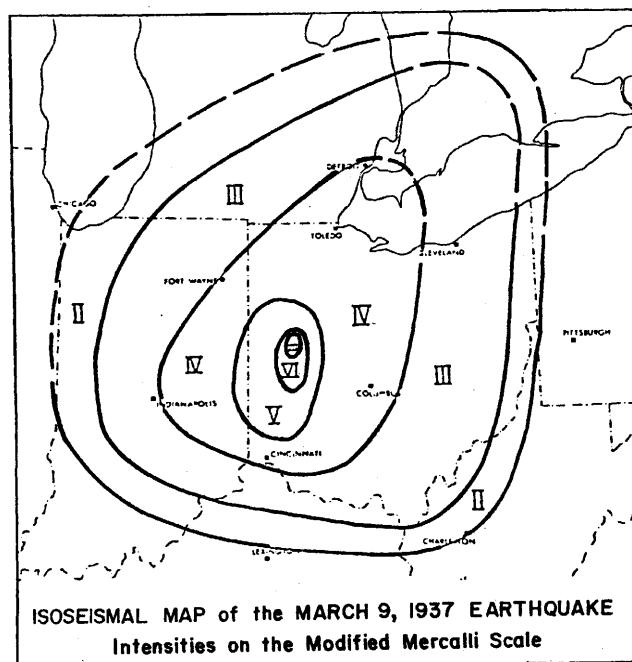 III
DETROIT
CHICAGO
TOLEDO
CLEVELAND
FORT WAYNE
II
IV
PITTSBURGH
VI
IV
III
COLUMBUS
INDIANAPOLIS
V
CINCINNATI
II
CHARLESTON
LEXINGTON
ISOSEISMAL MAP of the MARCH 9, 1937 EARTHQUAKE
Intensities on the Modified Mercalli Scale